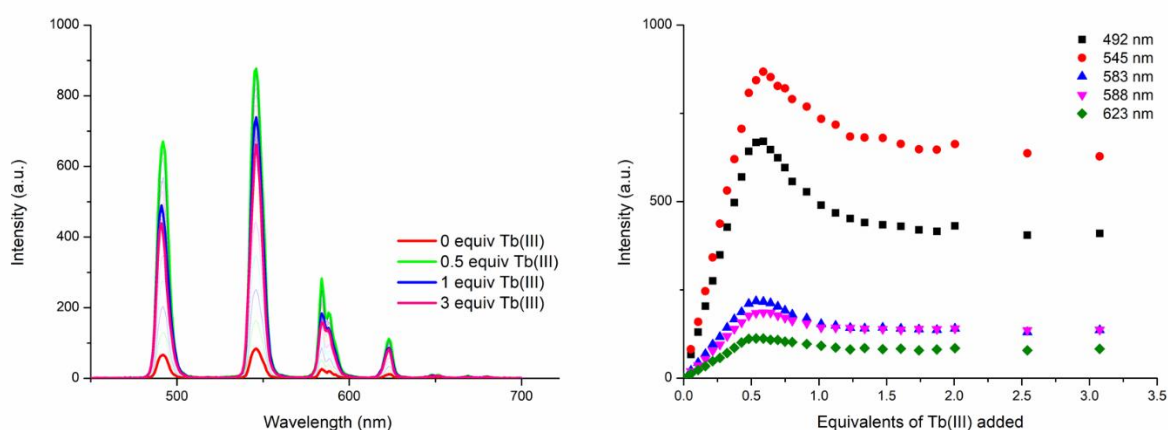 1000
800
600
400
200
0
500
600
700
Intensity (a.u.)
Wavelength (nm)
0 equiv Tb(III)
0.5 equiv Tb(III)
1 equiv Tb(III)
3 equiv Tb(III)
1000
500
0
0.0 0.5 1.0 1.5 2.0 2.5 3.0 3.5
Intensity (a.u.)
Equivalents of Tb(III) added
492 nm
545 nm
583 nm
588 nm
623 nm